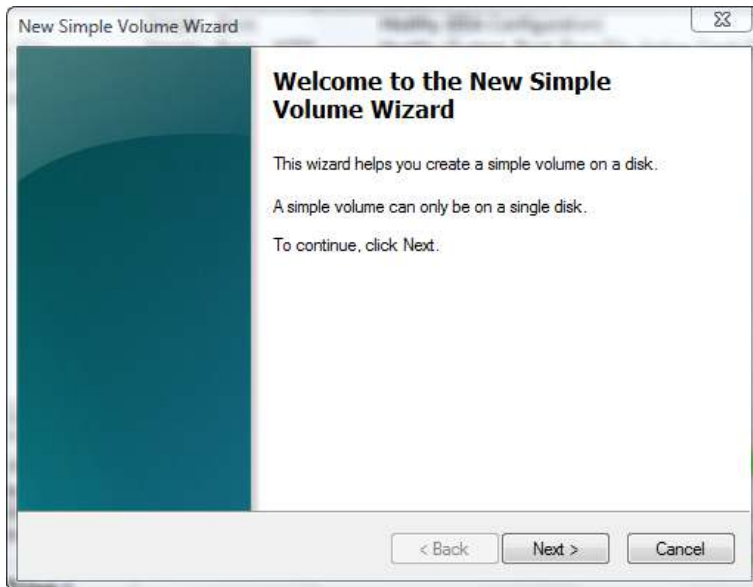 New Simple Volume Wizard
Welcome to the New Simple
Volume Wizard
This wizard helps you create a simple volume on a disk.
A simple volume can only be on a single disk.
To continue, click Next.
< Back
Next >
Cancel